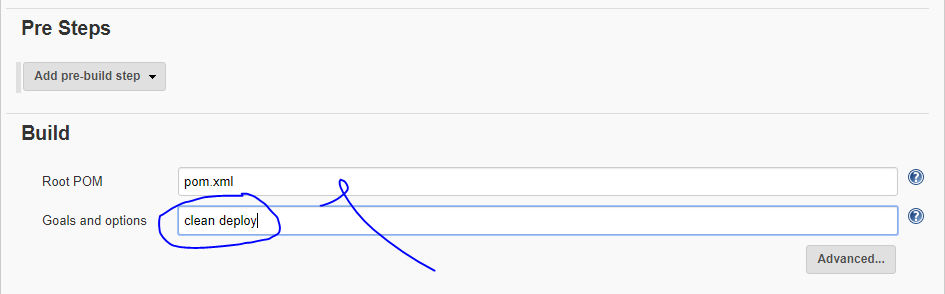 Pre Steps
Add pre-build step
Build
Root POM pom.xml
Goals and options clean deploy
Advanced...